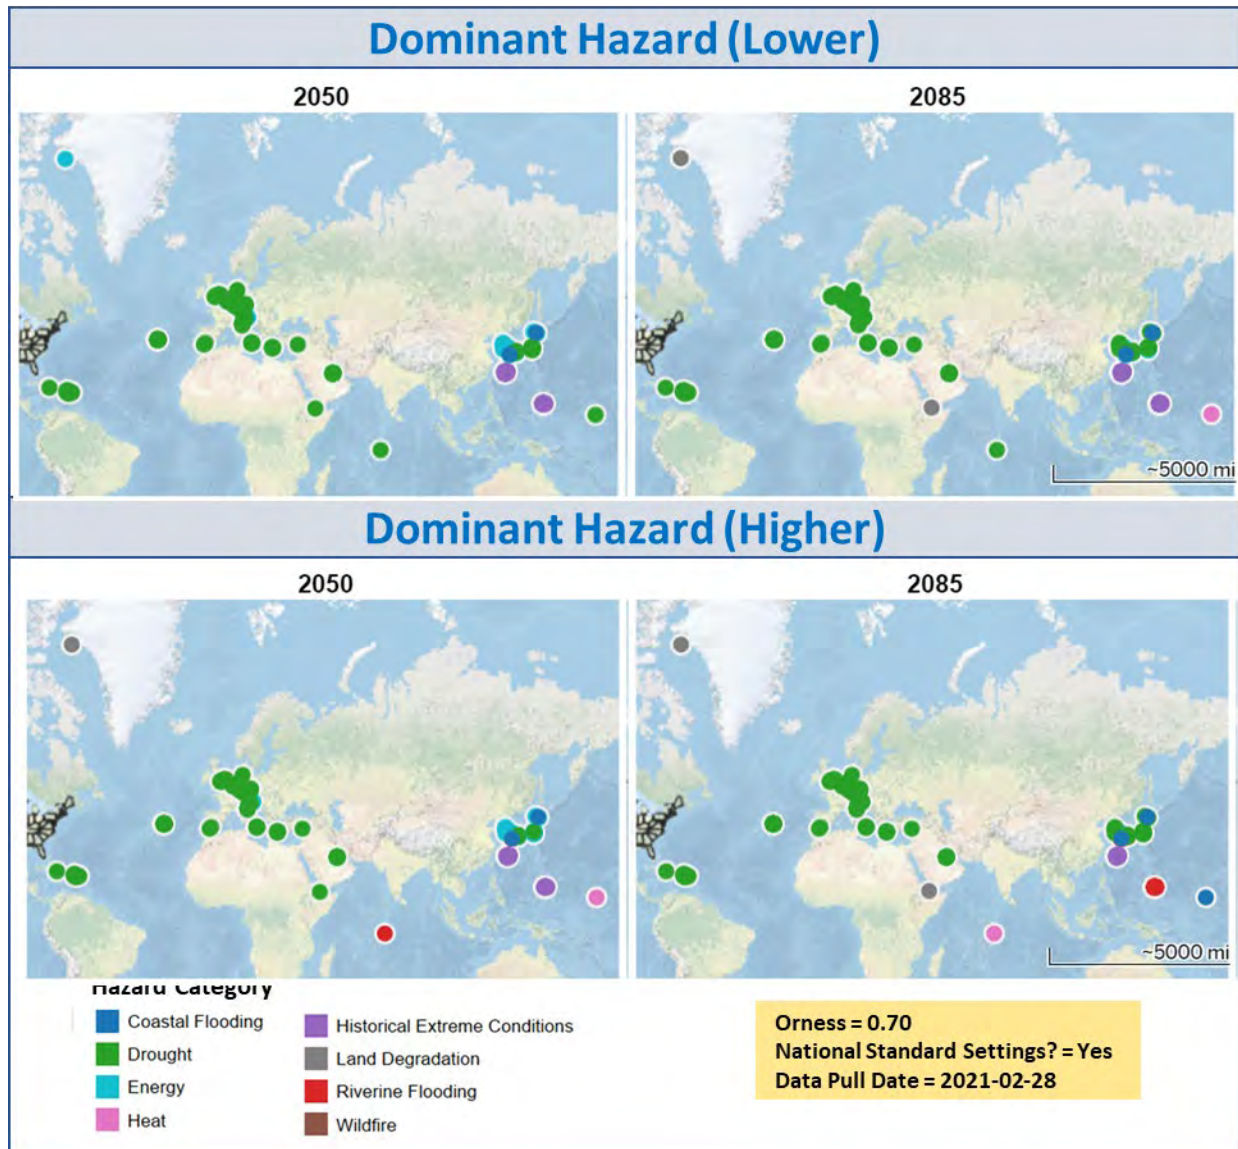 Dominant Hazard (Lower)
2050
2085
~5000 mi
Dominant Hazard (Higher)
2050
2085
~5000 mi
Hazard Category
Coastal Flooding
Drought
Energy
Heat
Historical Extreme Conditions
Land Degradation
Riverine Flooding
Wildfire
Orness = 0.70
National Standard Settings? = Yes
Data Pull Date = 2021-02-28